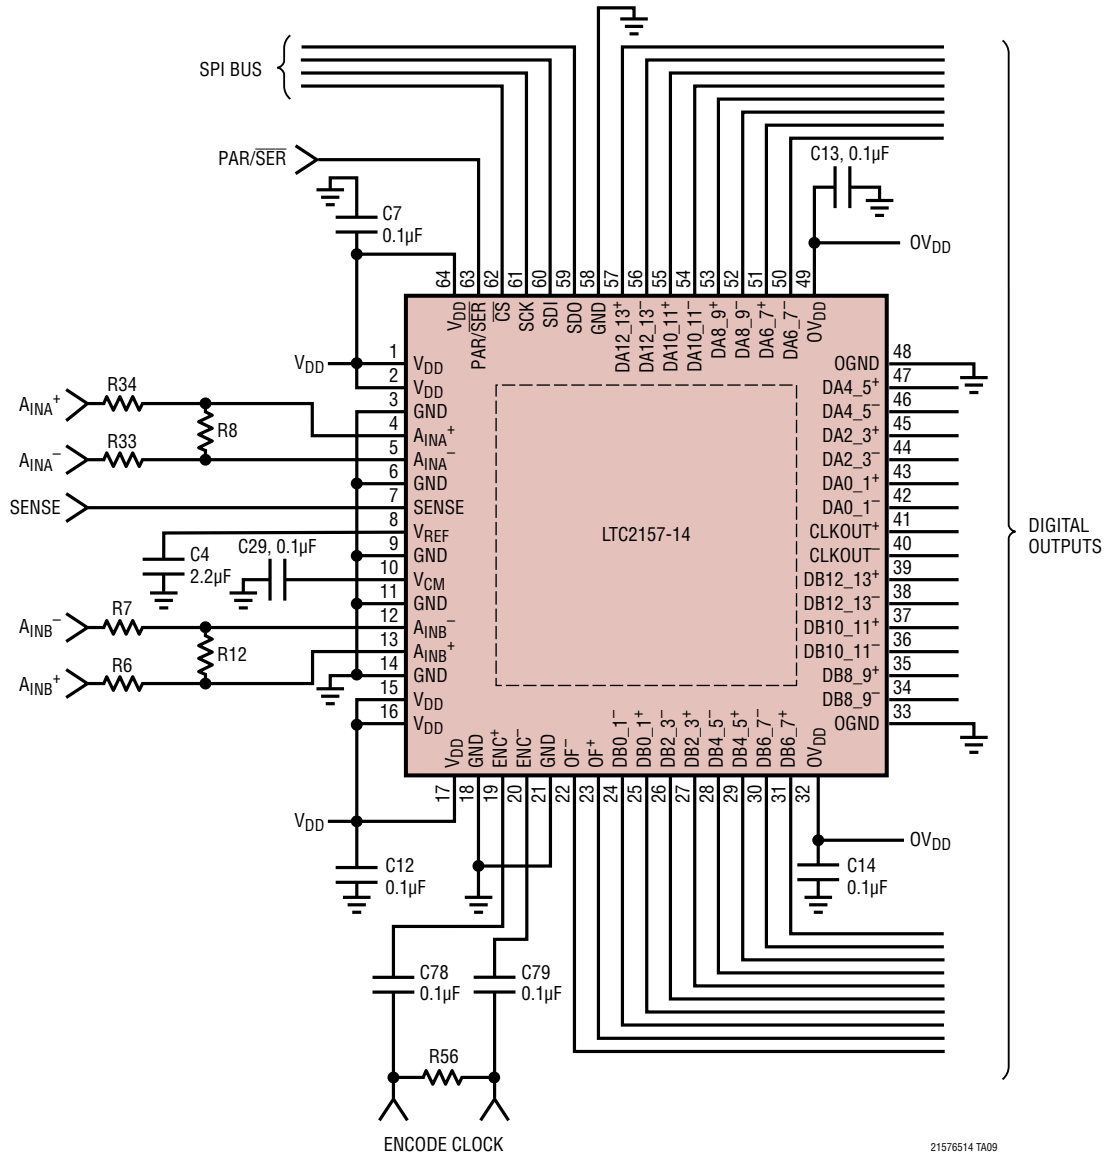 SPI BUS
PAR/SER
C7
0.1µF
C13, 0.1µF
OVDD
64
63
62
61
60
59
58
57
56
55
54
53
52
51
50
49
VDD
PAR/SER
CS
SCK
SDI
SDO
GND
DA12_13+
DA12_13−
DA10_11+
DA10_11−
DA8_9+
DA8_9−
DA6_7+
DA6_7−
OVDD
VDD
1
VDD
2
VDD
3
GND
4
AINA+
5
AINA−
6
GND
7
SENSE
8
VREF
9
GND
10
VCM
11
GND
12
AINB−
13
AINB+
14
GND
15
VDD
16
VDD
AINA+
R34
R8
AINA−
R33
SENSE
C4
2.2µF
C29, 0.1µF
AINB−
R7
R12
AINB+
R6
LTC2157-14
OGND
48
DA4_5+
47
DA4_5−
46
DA2_3+
45
DA2_3−
44
DA0_1+
43
DA0_1−
42
CLKOUT+
41
CLKOUT−
40
DB12_13+
39
DB12_13−
38
DB10_11+
37
DB10_11−
36
DB8_9+
35
DB8_9−
34
OGND
33
DIGITAL
OUTPUTS
VDD
GND
ENC+
ENC−
GND
OF−
OF+
DB0_1−
DB0_1+
DB2_3−
DB2_3+
DB4_5−
DB4_5+
DB6_7−
DB6_7+
OVDD
17
18
19
20
21
22
23
24
25
26
27
28
29
30
31
32
VDD
C12
0.1µF
OVDD
C14
0.1µF
C78
0.1µF
C79
0.1µF
R56
ENCODE CLOCK
21576514 TA09